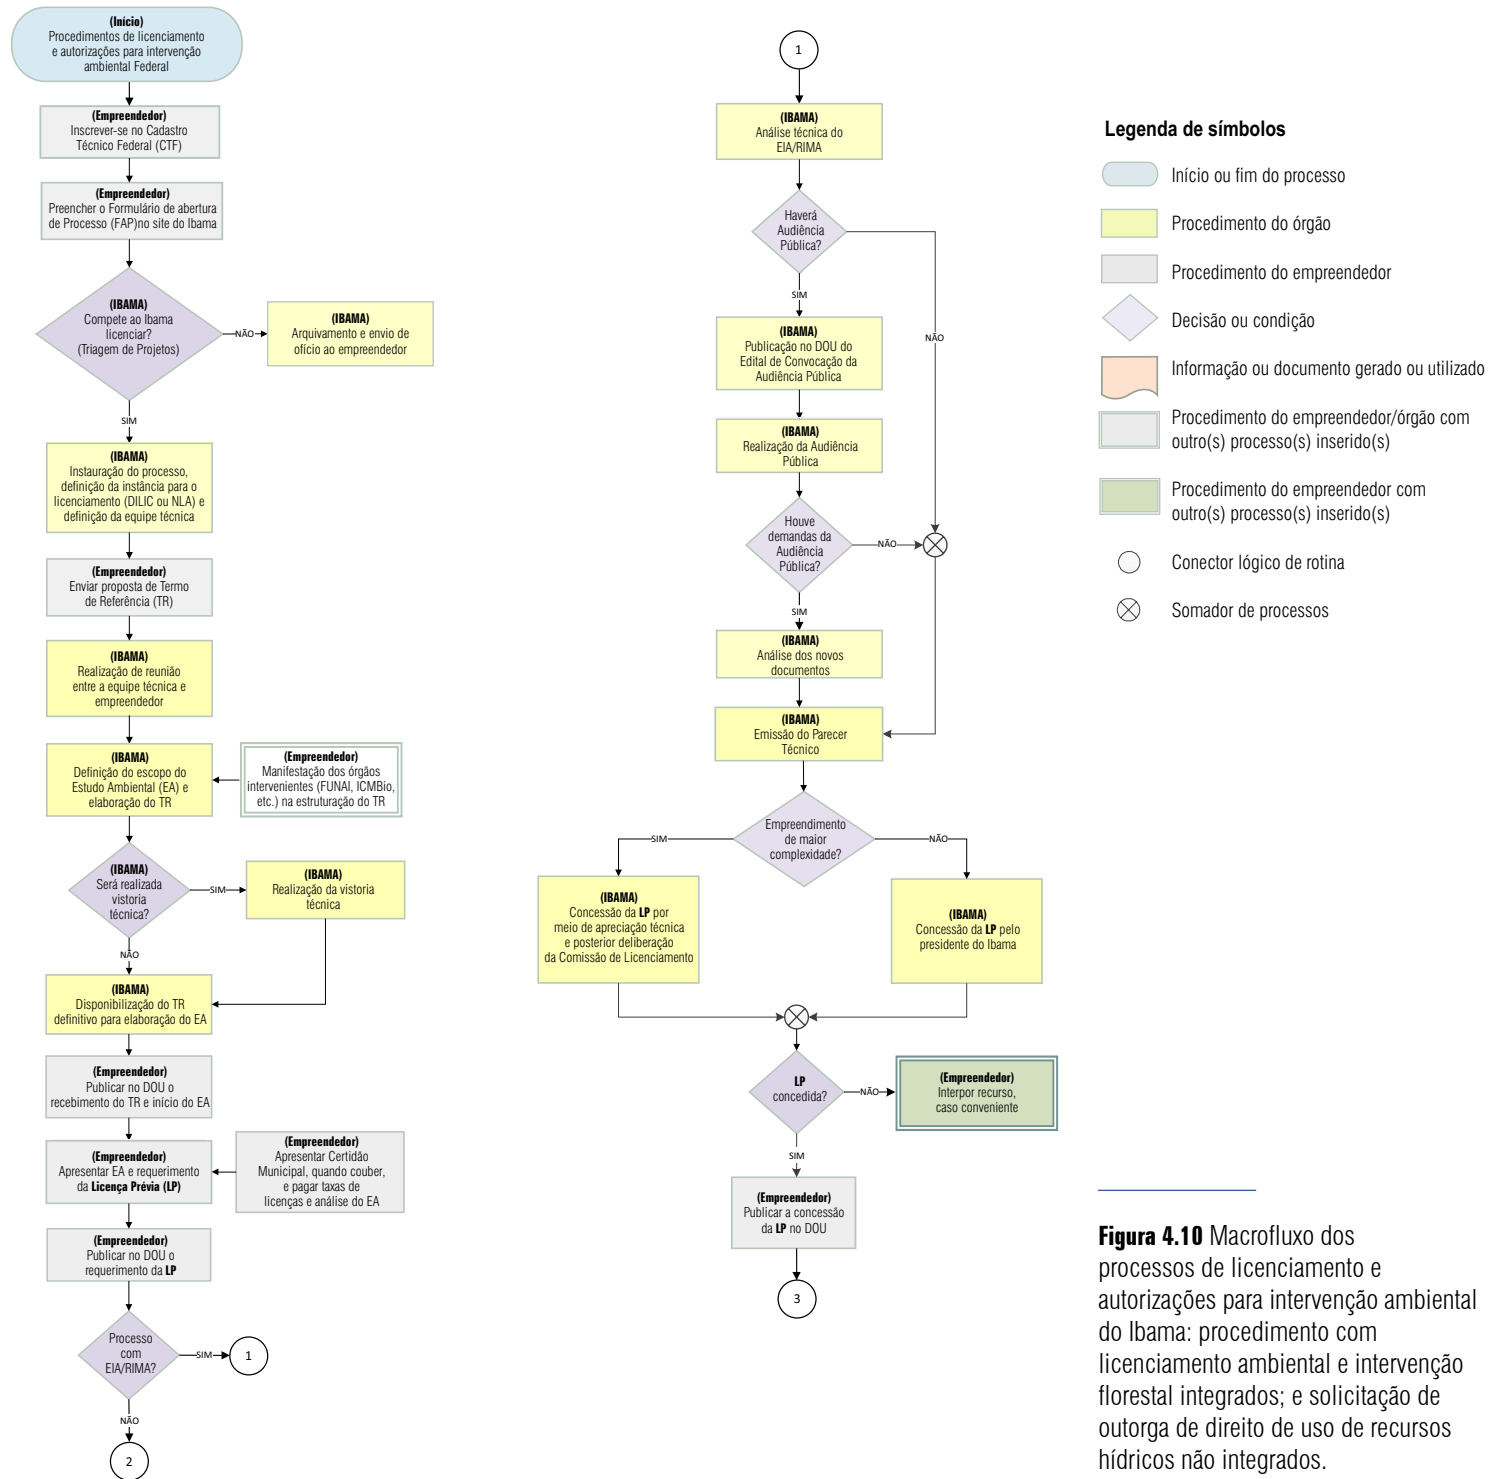 (Início)
Procedimentos de licenciamento
e autorizações para intervenção
ambiental Federal
(Empreendedor)
Inscrever-se no Cadastro
Técnico Federal (CTF)
(Empreendedor)
Preencher o Formulário de abertura
de Processo (FAP)no site do Ibama
(IBAMA)
Compete ao Ibama
licenciar?
(Triagem de Projetos)
NÃO
(IBAMA)
Arquivamento e envio de
ofício ao empreendedor
SIM
(IBAMA)
Instauração do processo,
definição da instância para o
licenciamento (DILIC ou NLA) e
definição da equipe técnica
(Empreendedor)
Enviar proposta de Termo
de Referência (TR)
(IBAMA)
Realização de reunião
entre a equipe técnica e
empreendedor
(IBAMA)
Definição do escopo do
Estudo Ambiental (EA) e
elaboração do TR
(Empreendedor)
Manifestação dos órgãos
intervenientes (FUNAI, ICMBio,
etc.) na estruturação do TR
(IBAMA)
Será realizada
vistoria
técnica?
SIM
(IBAMA)
Realização da vistoria
técnica
NÃO
(IBAMA)
Disponibilização do TR
definitivo para elaboração do EA
(Empreendedor)
Publicar no DOU o
recebimento do TR e início do EA
(Empreendedor)
Apresentar EA e requerimento
da Licença Prévia (LP)
(Empreendedor)
Apresentar Certidão
Municipal, quando couber,
e pagar taxas de
licenças e análise do EA
(Empreendedor)
Publicar no DOU o
requerimento da LP
Processo
com
EIA/RIMA?
SIM
1
NÃO
2
1
(IBAMA)
Análise técnica do
EIA/RIMA
Haverá
Audiência
Pública?
SIM
NÃO
(IBAMA)
Publicação no DOU do
Edital de Convocação da
Audiência Pública
(IBAMA)
Realização da Audiência
Pública
Houve
demandas da
Audiência
Pública?
NÃO
SIM
(IBAMA)
Análise dos novos
documentos
(IBAMA)
Emissão do Parecer
Técnico
Empreendimento
de maior
complexidade?
SIM
NÃO
(IBAMA)
Concessão da LP por
meio de apreciação técnica
e posterior deliberação
da Comissão de Licenciamento
(IBAMA)
Concessão da LP pelo
presidente do Ibama
LP
concedida?
NÃO
(Empreendedor)
Interpor recurso,
caso conveniente
SIM
(Empreendedor)
Publicar a concessão
da LP no DOU
3
Legenda de símbolos
Início ou fim do processo
Procedimento do órgão
Procedimento do empreendedor
Decisão ou condição
Informação ou documento gerado ou utilizado
Procedimento do empreendedor/órgão com
outro(s) processo(s) inserido(s)
Procedimento do empreendedor com
outro(s) processo(s) inserido(s)
Conector lógico de rotina
Somador de processos
Figura 4.10 Macrofluxo dos
processos de licenciamento e
autorizações para intervenção ambiental
do Ibama: procedimento com
licenciamento ambiental e intervenção
florestal integrados; e solicitação de
outorga de direito de uso de recursos
hídricos não integrados.